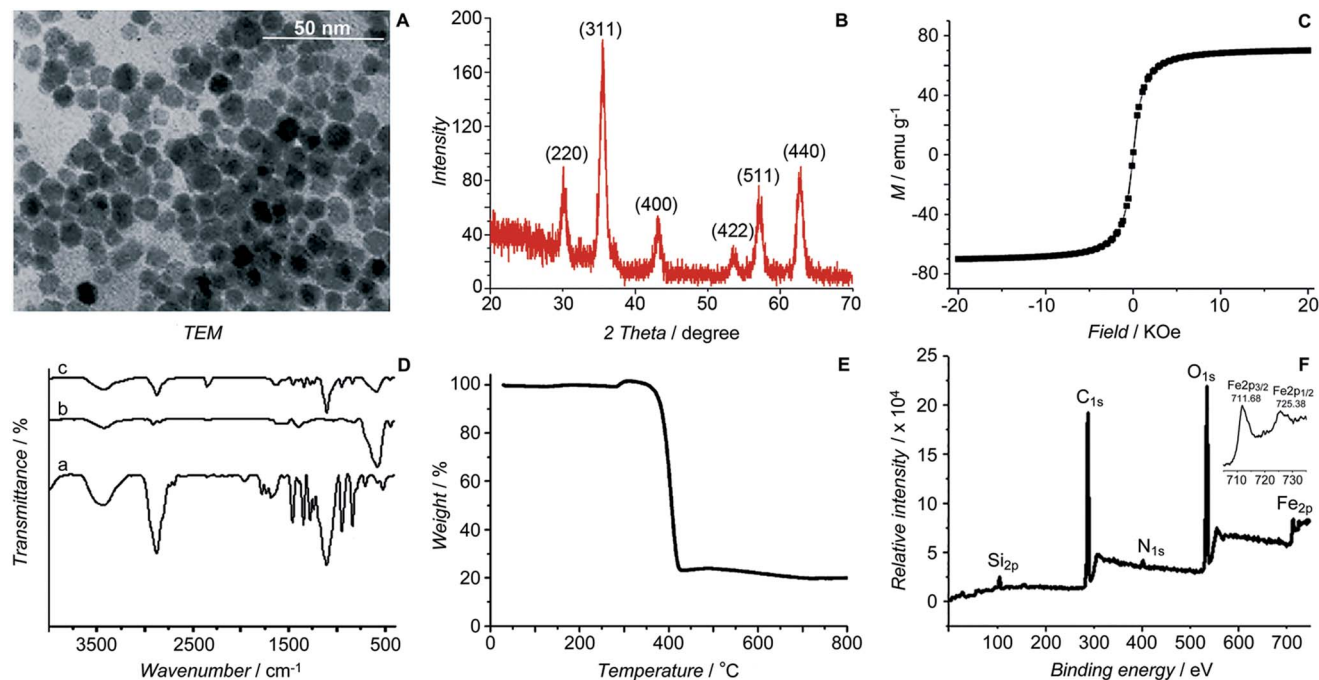 A
50 nm
TEM
B
200
160
120
80
40
0
Intensity
(220)
(311)
(400)
(422)
(511)
(440)
20
30
40
50
60
70
2 Theta / degree
C
80
40
0
-40
-80
M / emu g⁻¹
-20
-10
0
10
20
Field / KOe
D
c
b
a
Transmittance / %
3500
2500
1500
500
Wavenumber / cm⁻¹
E
100
80
60
40
20
0
Weight / %
0
200
400
600
800
Temperature / °C
F
25
20
15
10
5
0
Relative intensity / x 10⁴
Si2p
C1s
N1s
O1s
Fe2p
Fe2p3/2
711.68
Fe2p1/2
725.38
710
720
730
100
200
300
400
500
600
700
Binding energy / eV